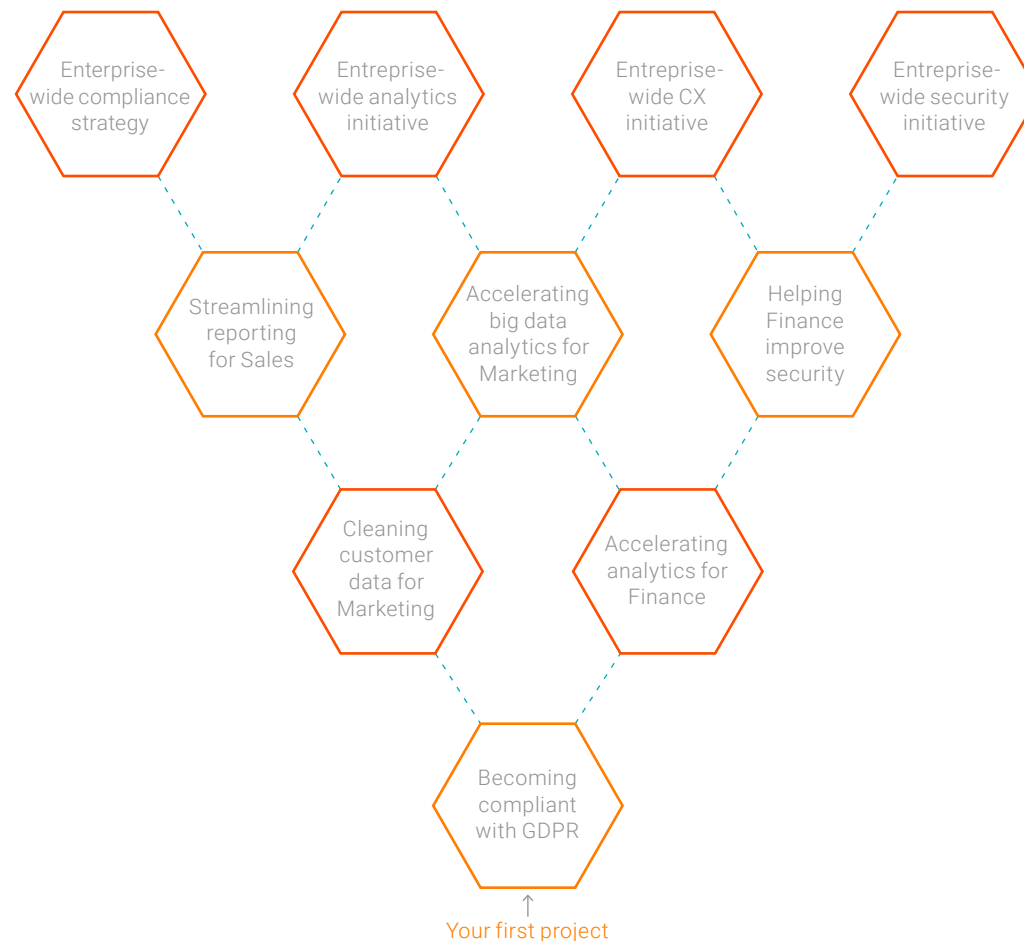 Enterprise-
wide compliance
strategy
Entreprise-
wide analytics
initiative
Entreprise-
wide CX
initiative
Entreprise-
wide security
initiative
Streamlining
reporting
for Sales
Accelerating
big data
analytics for
Marketing
Helping
Finance
improve
security
Cleaning
customer
data for
Marketing
Accelerating
analytics for
Finance
Becoming
compliant
with GDPR
Your first project